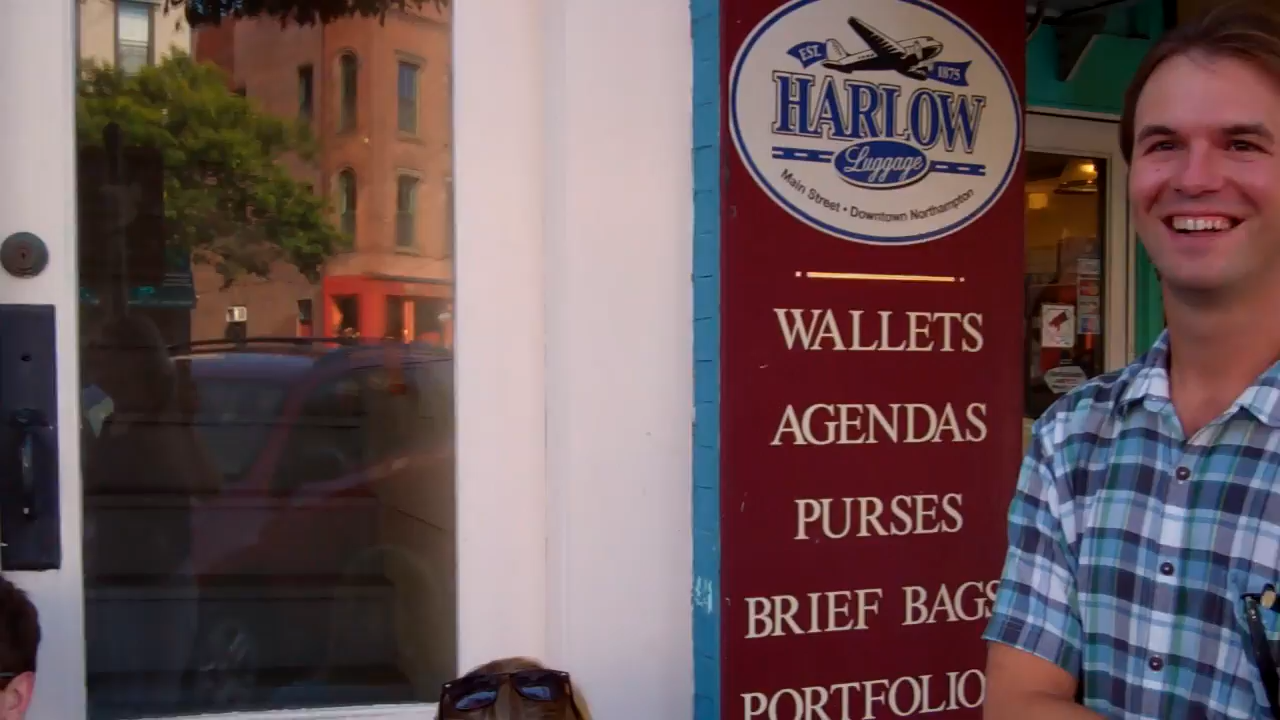 EST. 1875
HARLOW
Luggage
Main Street • Downtown Northampton
WALLETS
AGENDAS
PURSES
BRIEF BAGS
PORTFOLIO